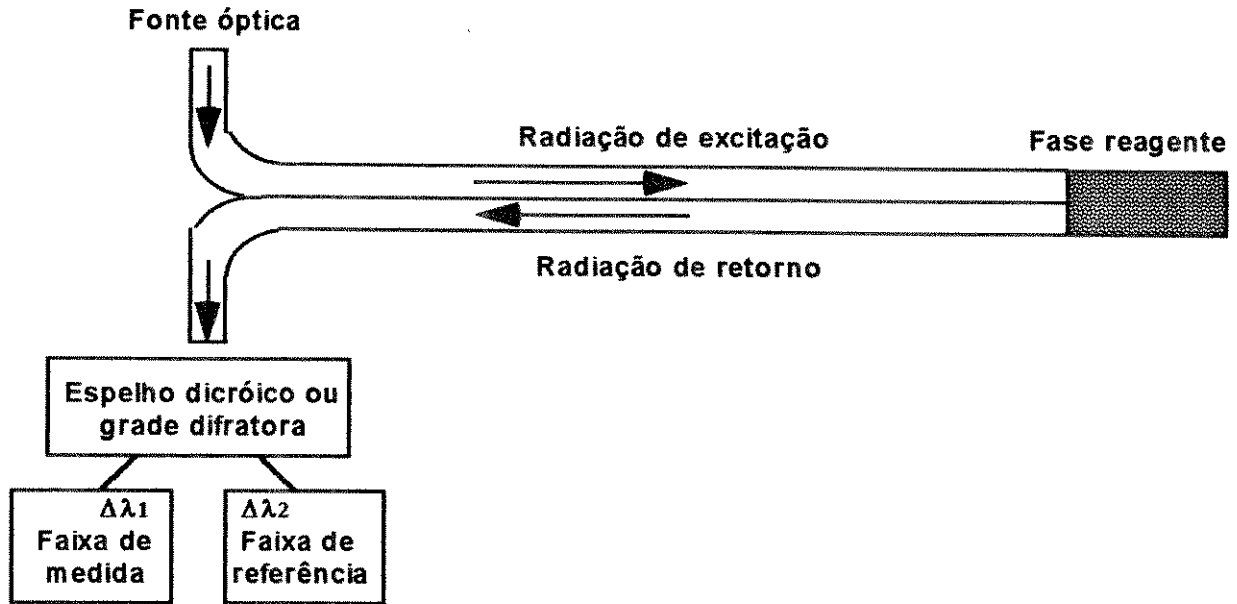 Fonte óptica
Radiação de excitação
Fase reagente
Radiação de retorno
Espelho dicróico ou
grade difratora
Δλ1
Faixa de
medida
Δλ2
Faixa de
referência